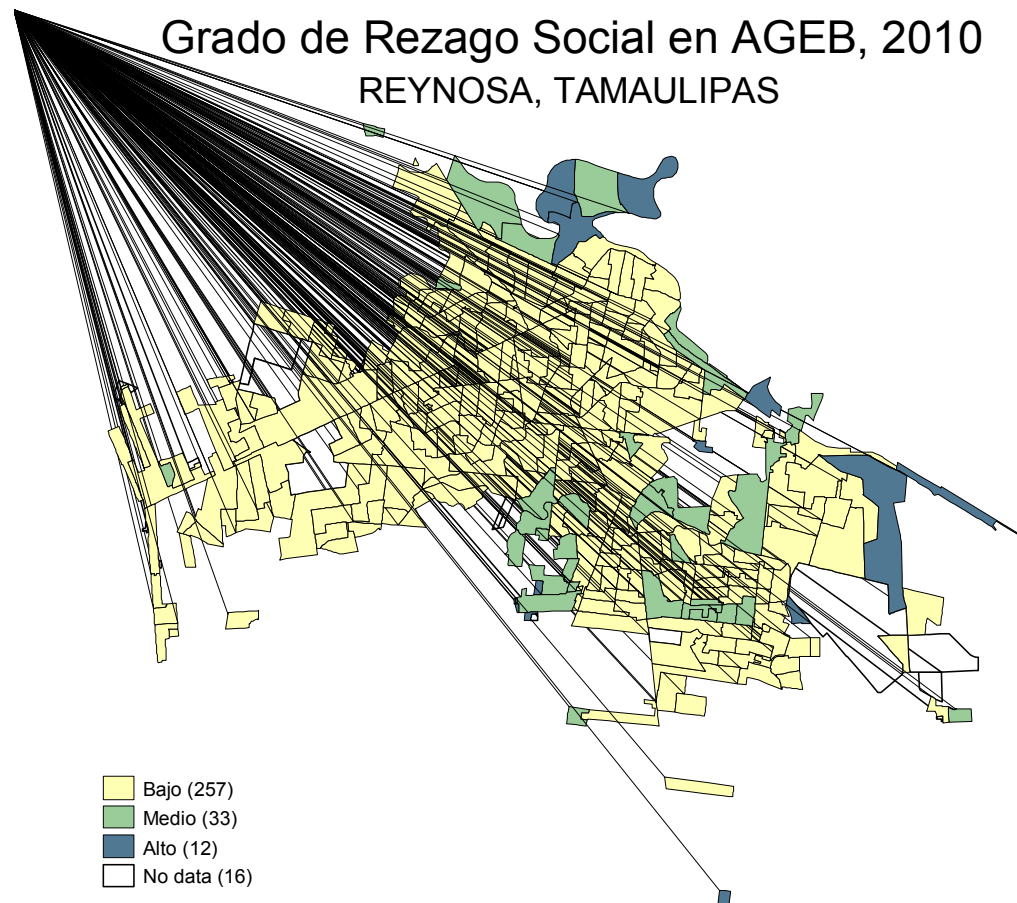 Grado de Rezago Social en AGEB, 2010
REYNOSA, TAMAULIPAS
Bajo (257)
Medio (33)
Alto (12)
No data (16)